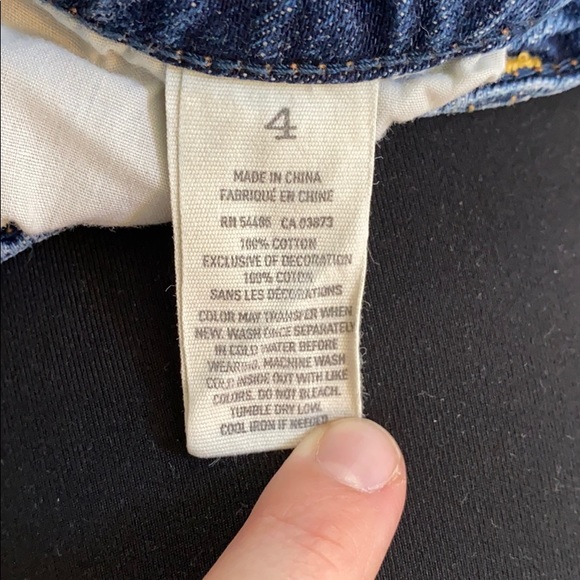 4
MADE IN CHINA
FABRIQUÉ EN CHINE
RN 54486 CA 03873
100% COTTON
EXCLUSIVE OF DECORATION
100% COTON
SANS LES DÉCORATIONS
COLOR MAY TRANSFER WHEN
NEW. WASH ONCE SEPARATELY
IN COLD WATER BEFORE
WEARING. MACHINE WASH
COLD INSIDE OUT WITH LIKE
COLORS. DO NOT BLEACH.
TUMBLE DRY LOW.
COOL IRON IF NEEDED.